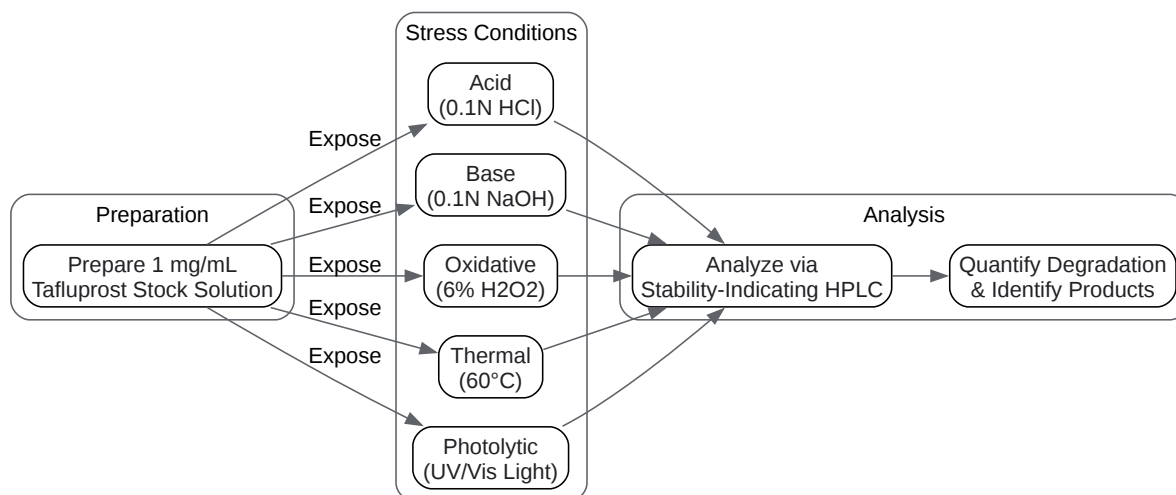 Preparation
Prepare 1 mg/mL
Tafluprost Stock Solution
Expose
Expose
Expose
Expose
Expose
Stress Conditions
Acid
(0.1N HCl)
Base
(0.1N NaOH)
Oxidative
(6% H2O2)
Thermal
(60°C)
Photolytic
(UV/Vis Light)
Analysis
Analyze via
Stability-Indicating HPLC
Quantify Degradation
& Identify Products